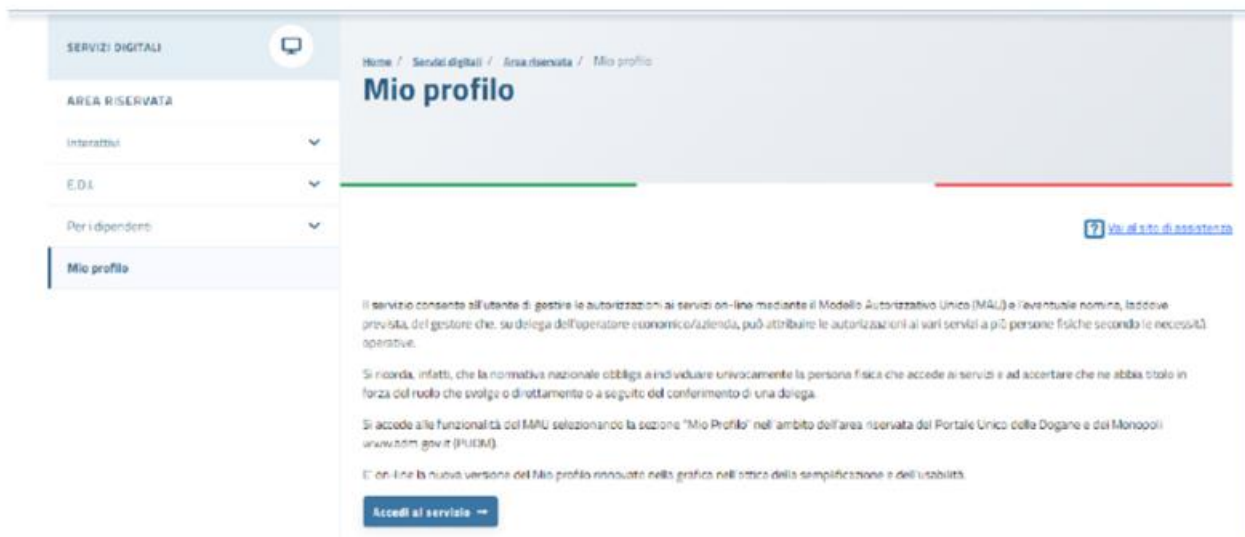 SERVIZI DIGITALI
AREA RISERVATA
Interattivi
E.D.I.
Per i dipendenti
Mio profilo
Home / Servizi digitali / Area riservata / Mio profilo
Mio profilo
? Vai al sito di assistenza
Il servizio consente all'utente di gestire le autorizzazioni ai servizi on-line mediante il Modello Autorizzativo Unico (MAU) e l'eventuale nomina, laddove
prevista, del gestore che, su delega dell'operatore economico/azienda, può attribuire le autorizzazioni ai vari servizi a più persone fisiche secondo le necessità
operative.
Si ricorda, infatti, che la normativa nazionale obbliga a individuare univocamente la persona fisica che accede ai servizi e ad accertare che ne abbia titolo in
forza del ruolo che svolge o direttamente o a seguito del conferimento di una delega.
Si accede alle funzionalità del MAU selezionando la sezione "Mio Profilo" nell'ambito dell'area riservata del Portale Unico delle Dogane e dei Monopoli
www.adm.gov.it (PUDM).
E' on-line la nuova versione del Mio profilo rinnovato nella grafica nell'ottica della semplificazione e dell'usabilità.
Accedi al servizio →